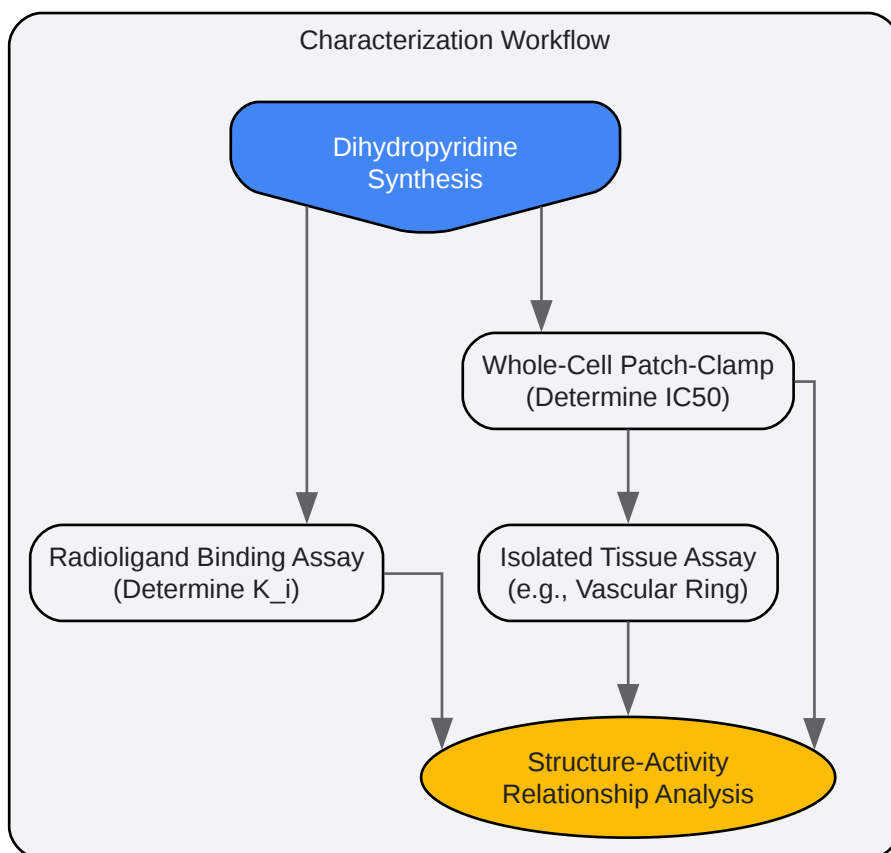 Characterization Workflow
Dihydropyridine
Synthesis
Whole-Cell Patch-Clamp
(Determine IC50)
Radioligand Binding Assay
(Determine K_i)
Isolated Tissue Assay
(e.g., Vascular Ring)
Structure-Activity
Relationship Analysis